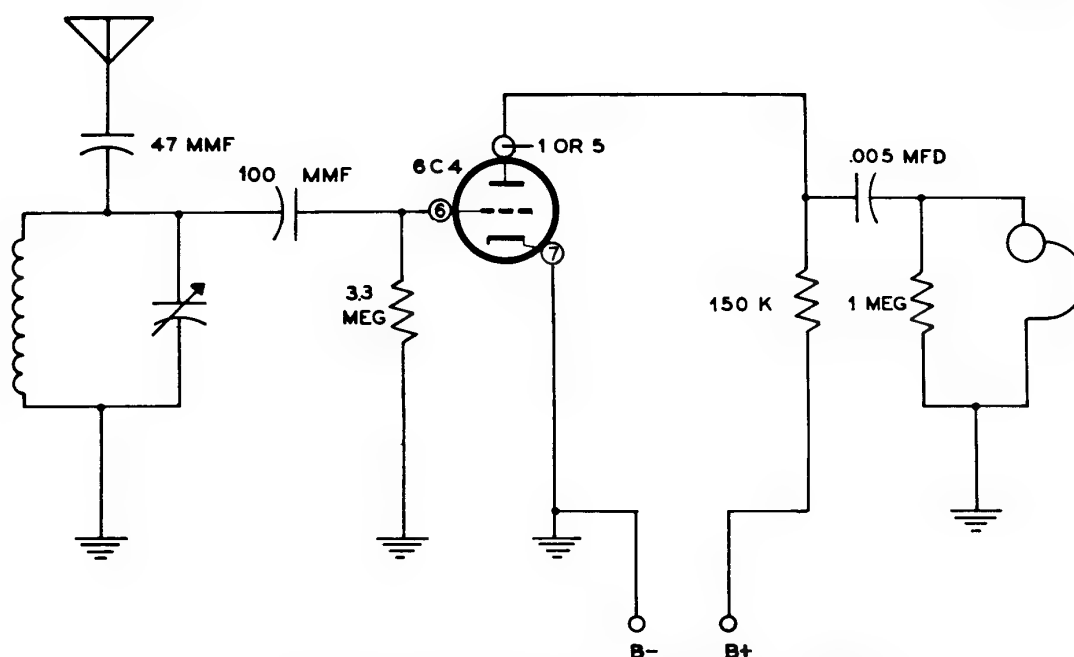 47 MMF
100 MMF
6C4
1 OR 5
6
7
3.3
MEG
.005 MFD
150 K
1 MEG
B-
B+